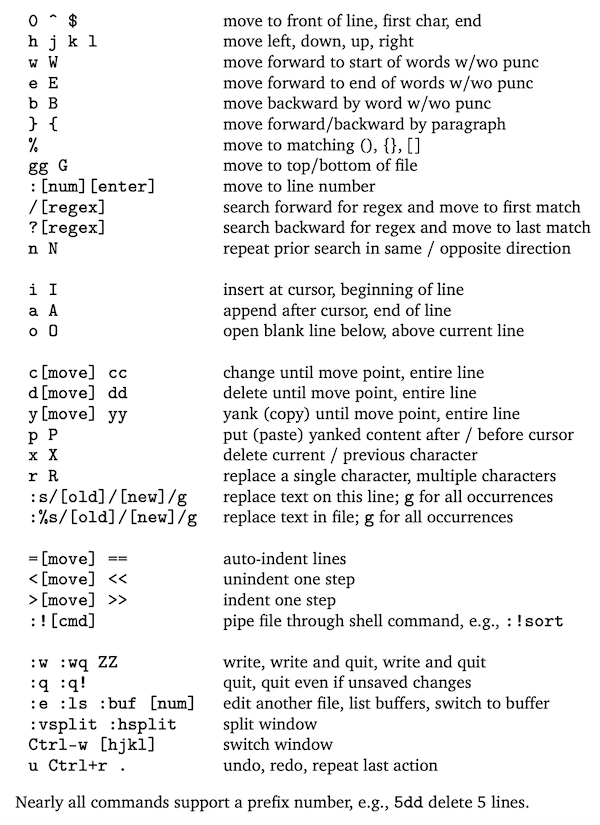 0 ^ $ move to front of line, first char, end
h j k l move left, down, up, right
w W move forward to start of words w/wo punc
e E move forward to end of words w/wo punc
b B move backward by word w/wo punc
} { move forward/backward by paragraph
% move to matching (), {}, []
gg G move to top/bottom of file
:[num][enter] move to line number
/[regex] search forward for regex and move to first match
?[regex] search backward for regex and move to last match
n N repeat prior search in same / opposite direction
i I insert at cursor, beginning of line
a A append after cursor, end of line
o O open blank line below, above current line
c[move] cc change until move point, entire line
d[move] dd delete until move point, entire line
y[move] yy yank (copy) until move point, entire line
p P put (paste) yanked content after / before cursor
x X delete current / previous character
r R replace a single character, multiple characters
:s/[old]/[new]/g replace text on this line; g for all occurrences
:%s/[old]/[new]/g replace text in file; g for all occurrences
=[move] == auto-indent lines
<[move] << unindent one step
>[move] >> indent one step
:![cmd] pipe file through shell command, e.g., :!sort
:w :wq ZZ write, write and quit, write and quit
:q :q! quit, quit even if unsaved changes
:e :ls :buf [num] edit another file, list buffers, switch to buffer
:vsplit :hsplit split window
Ctrl-w [hjkl] switch window
u Ctrl+r . undo, redo, repeat last action
Nearly all commands support a prefix number, e.g., 5dd delete 5 lines.